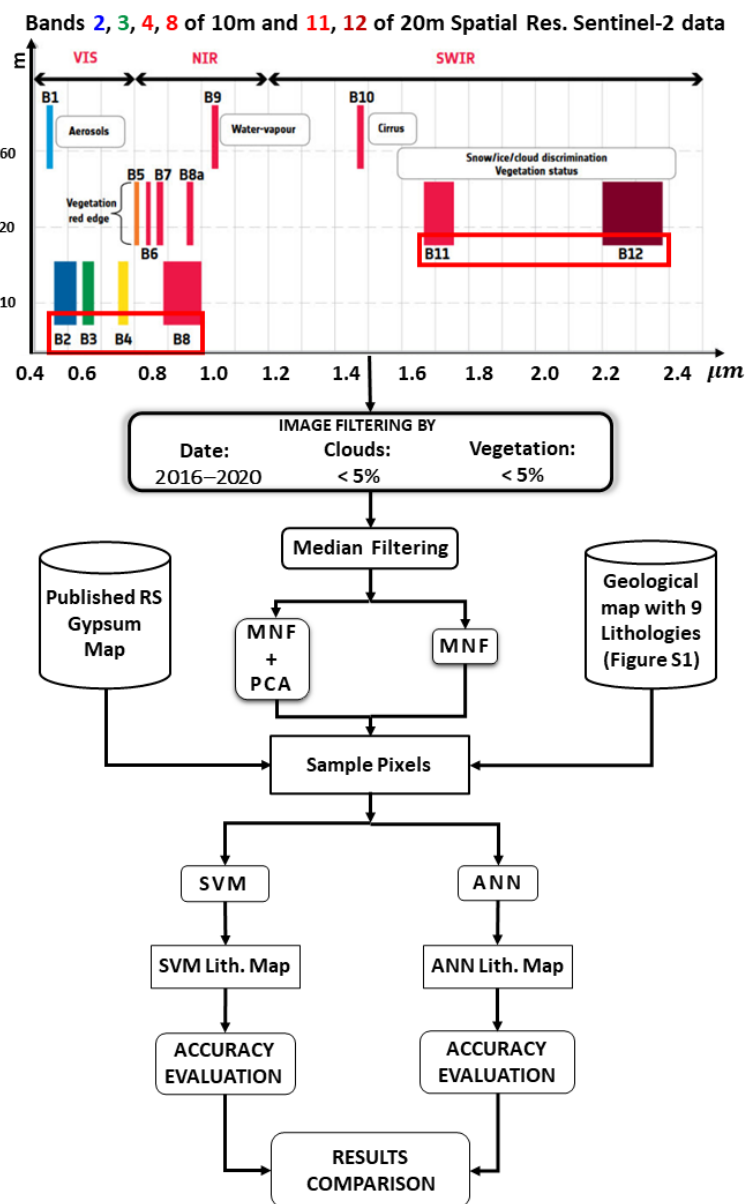 Bands 2, 3, 4, 8 of 10m and 11, 12 of 20m Spatial Res. Sentinel-2 data
m
VIS
NIR
SWIR
B1
B9
B10
Aerosols
Water-vapour
Cirrus
60
Snow/ice/cloud discrimination
Vegetation status
B5
B7
B8a
Vegetation
red edge
20
B6
B11
B12
10
B2
B3
B4
B8
0.4 0.6 0.8 1.0 1.2 1.4 1.6 1.8 2.0 2.2 2.4 μm
IMAGE FILTERING BY
Date: Clouds: Vegetation:
2016–2020 < 5% < 5%
Median Filtering
Published RS
Gypsum
Map
Geological
map with 9
Lithologies
(Figure S1)
MNF
+
PCA
MNF
Sample Pixels
SVM
ANN
SVM Lith. Map
ANN Lith. Map
ACCURACY
EVALUATION
ACCURACY
EVALUATION
RESULTS
COMPARISON